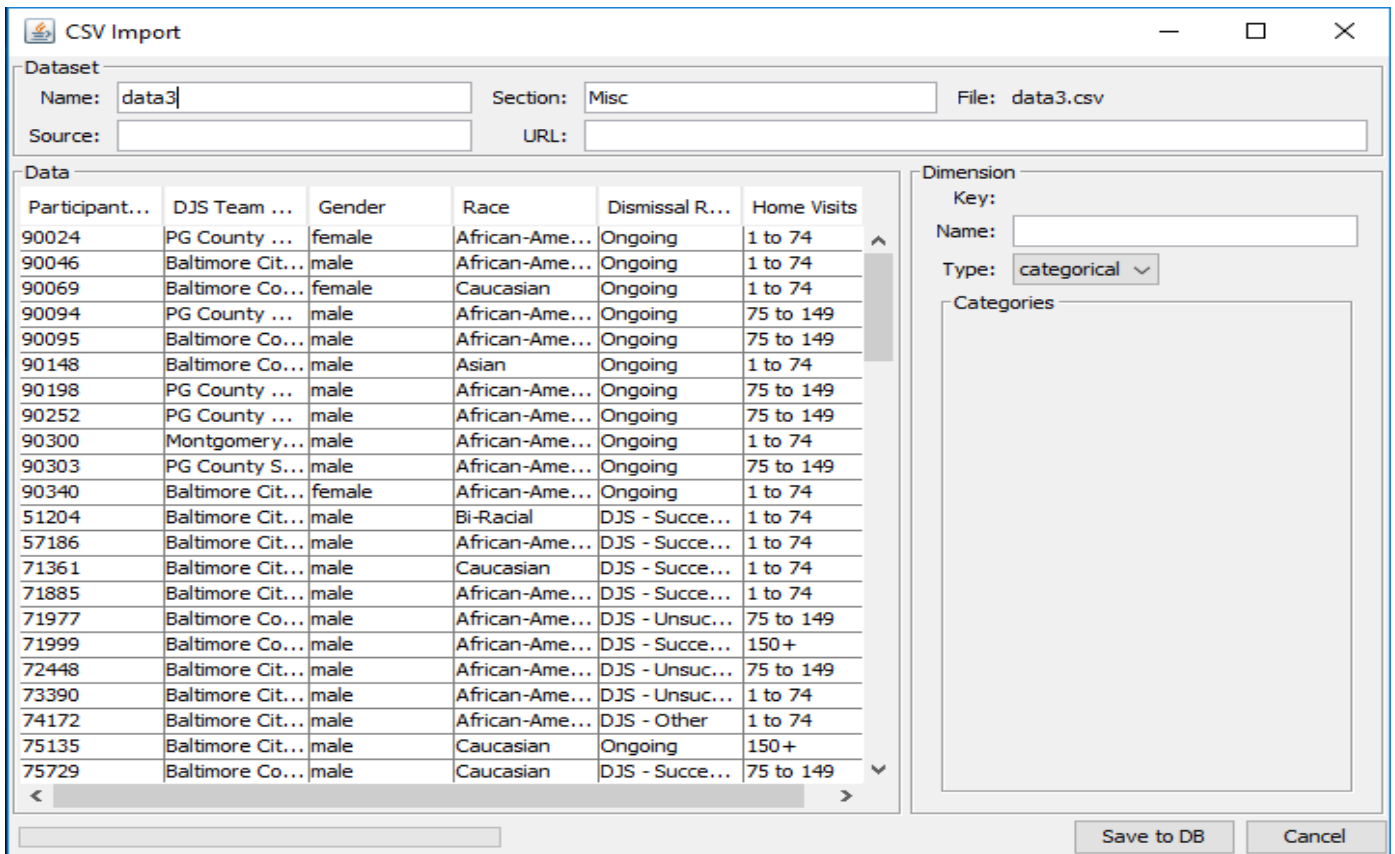 CSV Import
Dataset
Name: data3 Section: Misc File: data3.csv
Source: URL:
Data
Participant... DJS Team ... Gender Race Dismissal R... Home Visits
90024 PG County ... female African-Ame... Ongoing 1 to 74
90046 Baltimore Cit... male African-Ame... Ongoing 1 to 74
90069 Baltimore Co... female Caucasian Ongoing 1 to 74
90094 PG County ... male African-Ame... Ongoing 75 to 149
90095 Baltimore Co... male African-Ame... Ongoing 75 to 149
90148 Baltimore Co... male Asian Ongoing 1 to 74
90198 PG County ... male African-Ame... Ongoing 75 to 149
90252 PG County ... male African-Ame... Ongoing 75 to 149
90300 Montgomery... male African-Ame... Ongoing 1 to 74
90303 PG County S... male African-Ame... Ongoing 75 to 149
90340 Baltimore Cit... female African-Ame... Ongoing 1 to 74
51204 Baltimore Cit... male Bi-Racial DJS - Succe... 1 to 74
57186 Baltimore Cit... male African-Ame... DJS - Succe... 1 to 74
71361 Baltimore Cit... male Caucasian DJS - Succe... 1 to 74
71885 Baltimore Cit... male African-Ame... DJS - Succe... 1 to 74
71977 Baltimore Co... male African-Ame... DJS - Unsuc... 75 to 149
71999 Baltimore Co... male African-Ame... DJS - Succe... 150+
72448 Baltimore Cit... male African-Ame... DJS - Unsuc... 75 to 149
73390 Baltimore Cit... male African-Ame... DJS - Unsuc... 1 to 74
74172 Baltimore Cit... male African-Ame... DJS - Other 1 to 74
75135 Baltimore Cit... male Caucasian Ongoing 150+
75729 Baltimore Co... male Caucasian DJS - Succe... 75 to 149
Dimension
Key:
Name:
Type: categorical
Categories
Save to DB Cancel